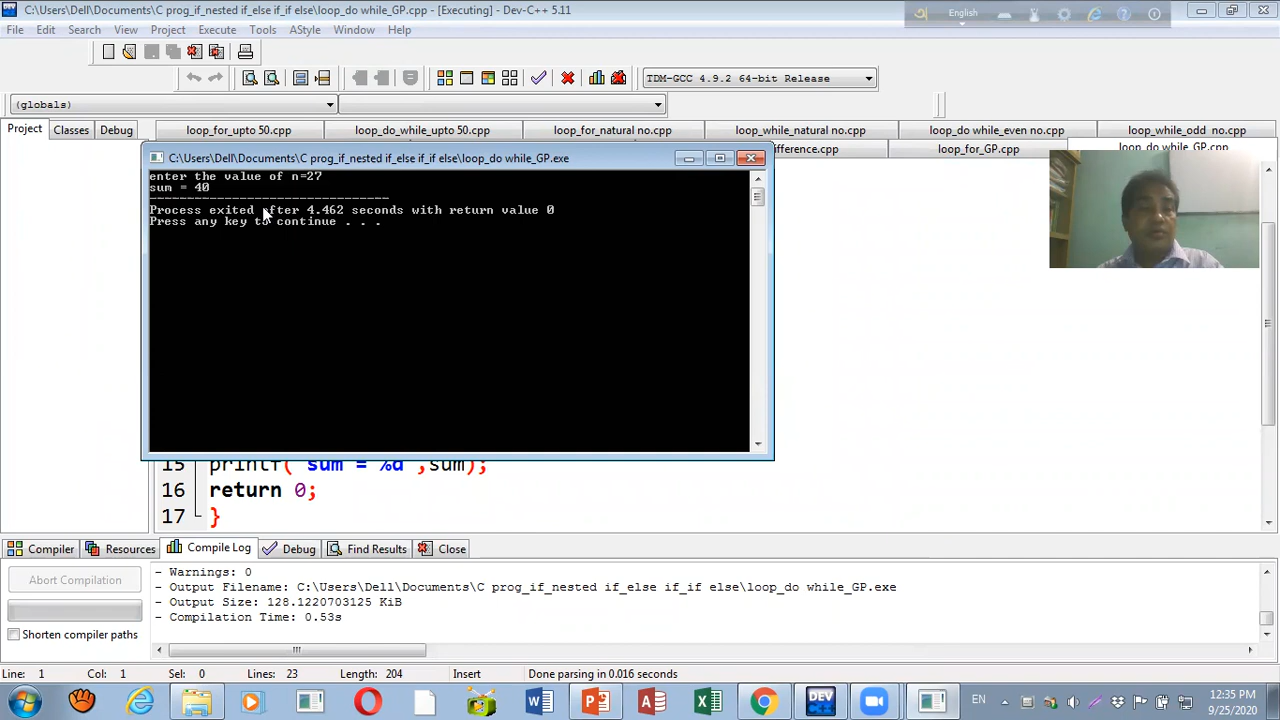 C:\Users\Dell\Documents\C prog_if_nested if_else if_if else\loop_do while_GP.cpp - [Executing] - Dev-C++ 5.11
English
File Edit Search View Project Execute Tools AStyle Window Help
TDM-GCC 4.9.2 64-bit Release
(globals)
Project Classes Debug
loop_for_upto 50.cpp loop_do_while_upto 50.cpp loop_for_natural no.cpp loop_while_natural no.cpp loop_do while_even no.cpp loop_while_odd no.cpp
ifference.cpp loop_for_GP.cpp loop_do while_GP.cpp
C:\Users\Dell\Documents\C prog_if_nested if_else if_if else\loop_do while_GP.exe
enter the value of n=27
sum = 40
--------------------------------
Process exited after 4.462 seconds with return value 0
Press any key to continue . . .
15 printf("sum = %d",sum);
16 return 0;
17 }
Compiler Resources Compile Log Debug Find Results Close
Abort Compilation
Shorten compiler paths
- Warnings: 0
- Output Filename: C:\Users\Dell\Documents\C prog_if_nested if_else if_if else\loop_do while_GP.exe
- Output Size: 128.1220703125 KiB
- Compilation Time: 0.53s
Line: 1 Col: 1 Sel: 0 Lines: 23 Length: 204 Insert Done parsing in 0.016 seconds
DEV
EN
12:35 PM
9/25/2020